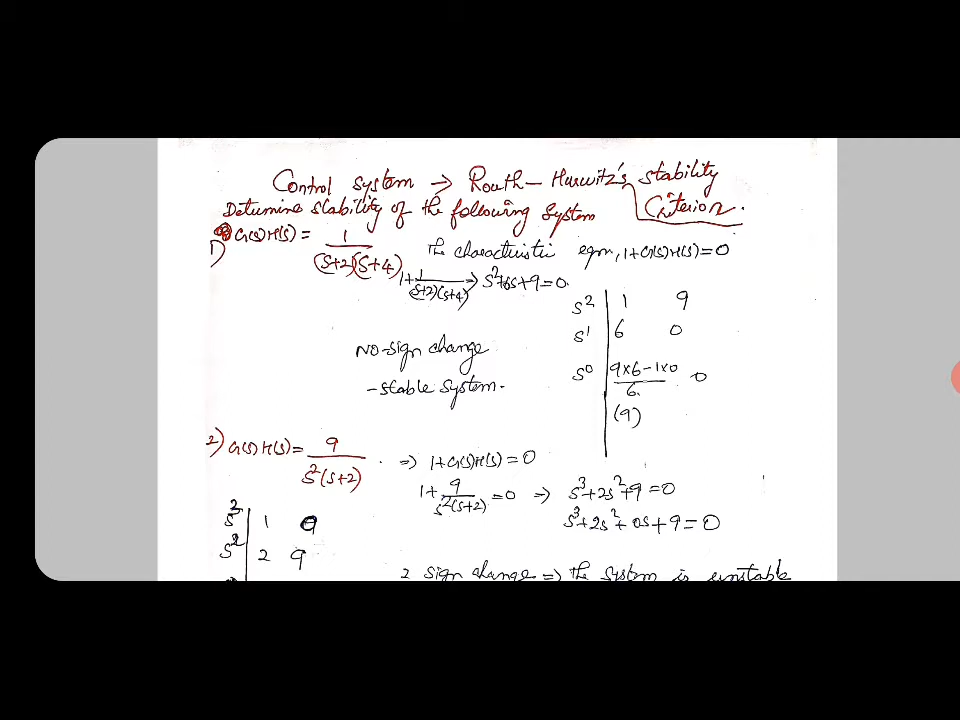 Control system → Routh-Hurwitz's stability
Determine stability of the following system Criterion.
1) G(s)H(s) = 1/(s+2)(s+4) The characteristic eqn, 1+G(s)H(s)=0
1+1/(s+2)(s+4) ⇒ s²+6s+9=0.
s² | 1 9
s¹ | 6 0
No-sign change
s⁰ | 9×6-1×0/6. 0
-stable system.
(9)
2) G(s)H(s) = 9/s²(s+2) . ⇒ 1+G(s)H(s)=0
1+9/s²(s+2)=0 ⇒ s³+2s²+9=0
s³+2s²+0s+9=0
1 0
s² | 2 9
2 sign change ⇒ the system is unstable